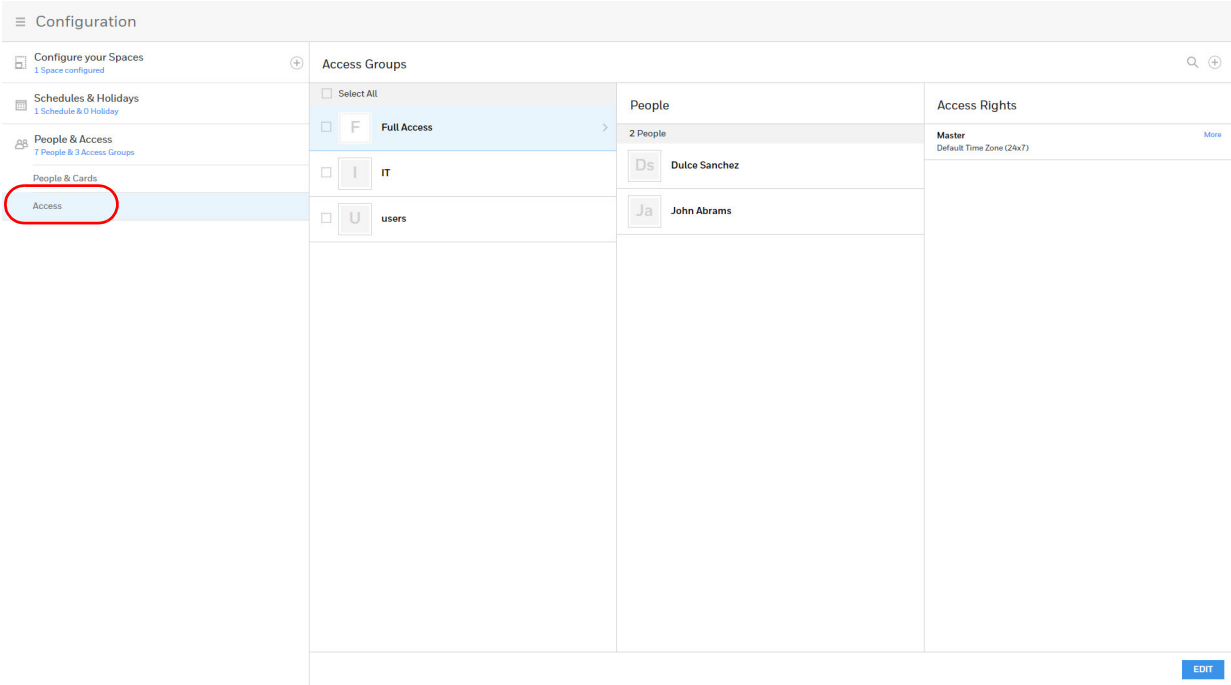 Configuration
Configure your Spaces
1 Space configured
Schedules & Holidays
1 Schedule & 0 Holiday
People & Access
7 People & 3 Access Groups
People & Cards
Access
Access Groups
Select All
F Full Access
I IT
U users
People
2 People
Ds Dulce Sanchez
Ja John Abrams
Access Rights
Master More
Default Time Zone (24x7)
EDIT